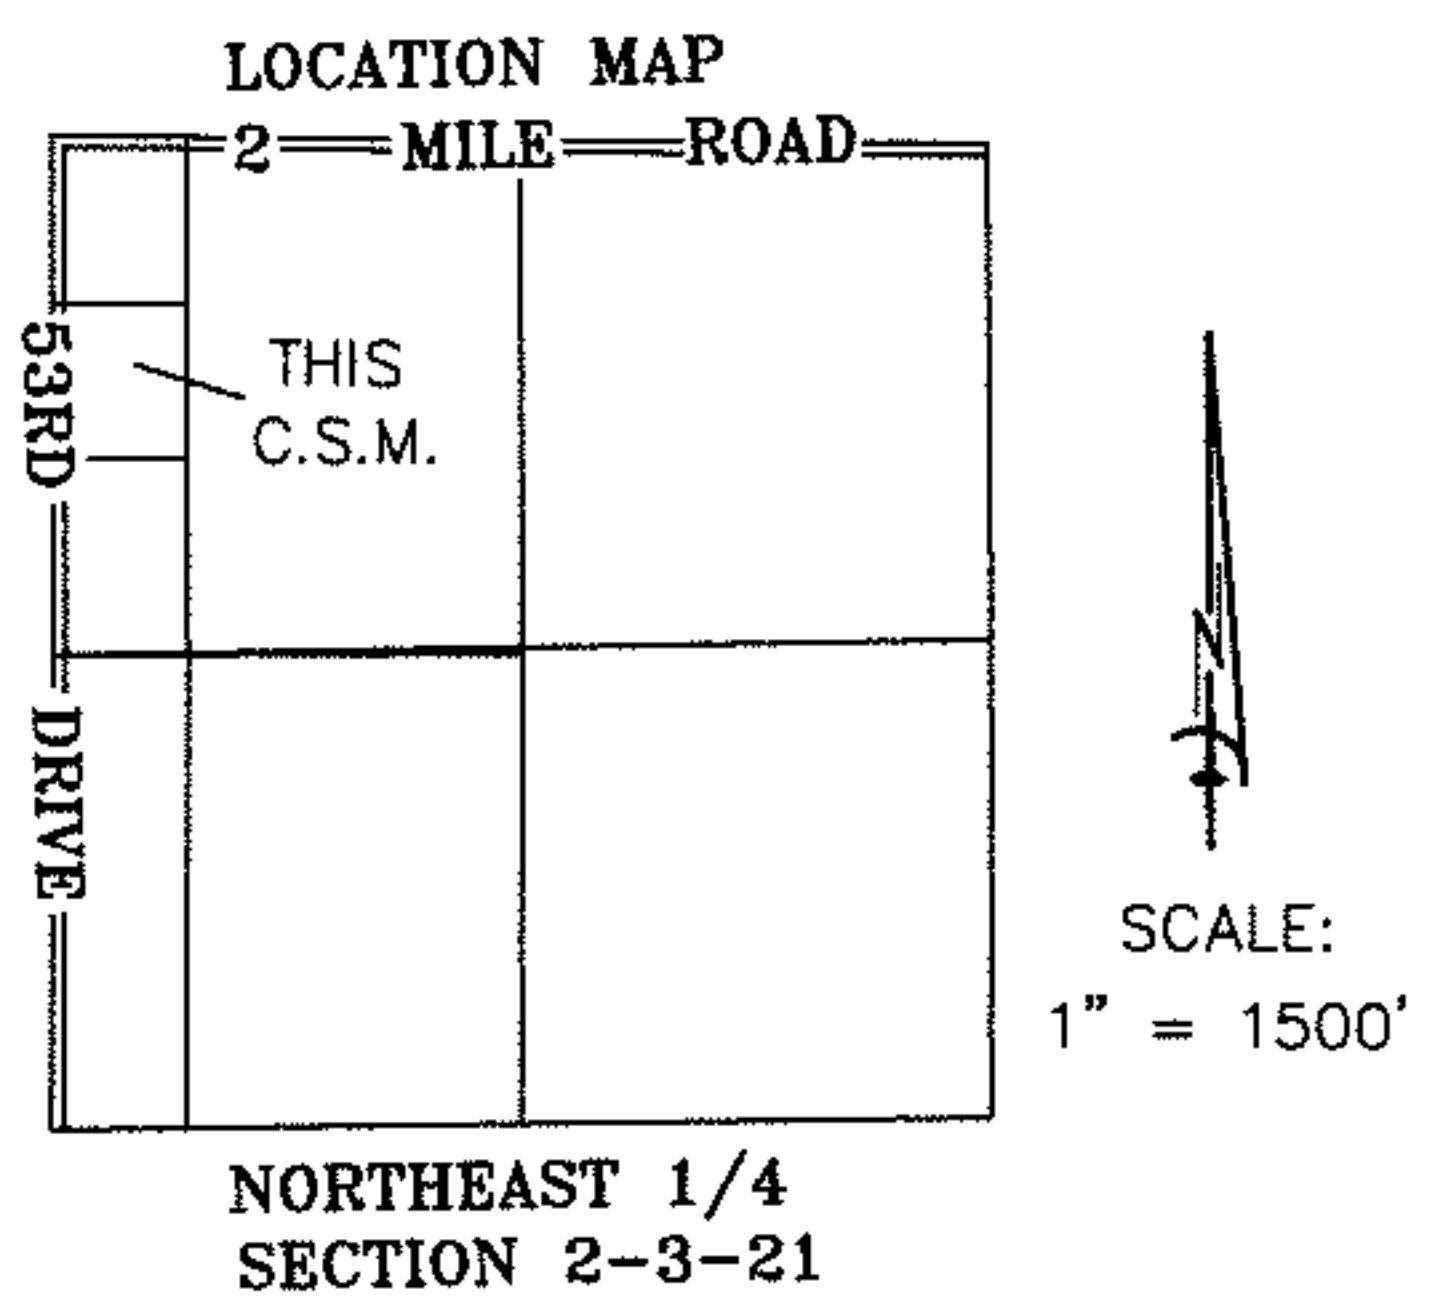 LOCATION MAP
2 MILE ROAD
53RD DRIVE
THIS
C.S.M.
N
SCALE:
1" = 1500'
NORTHEAST 1/4
SECTION 2-3-21